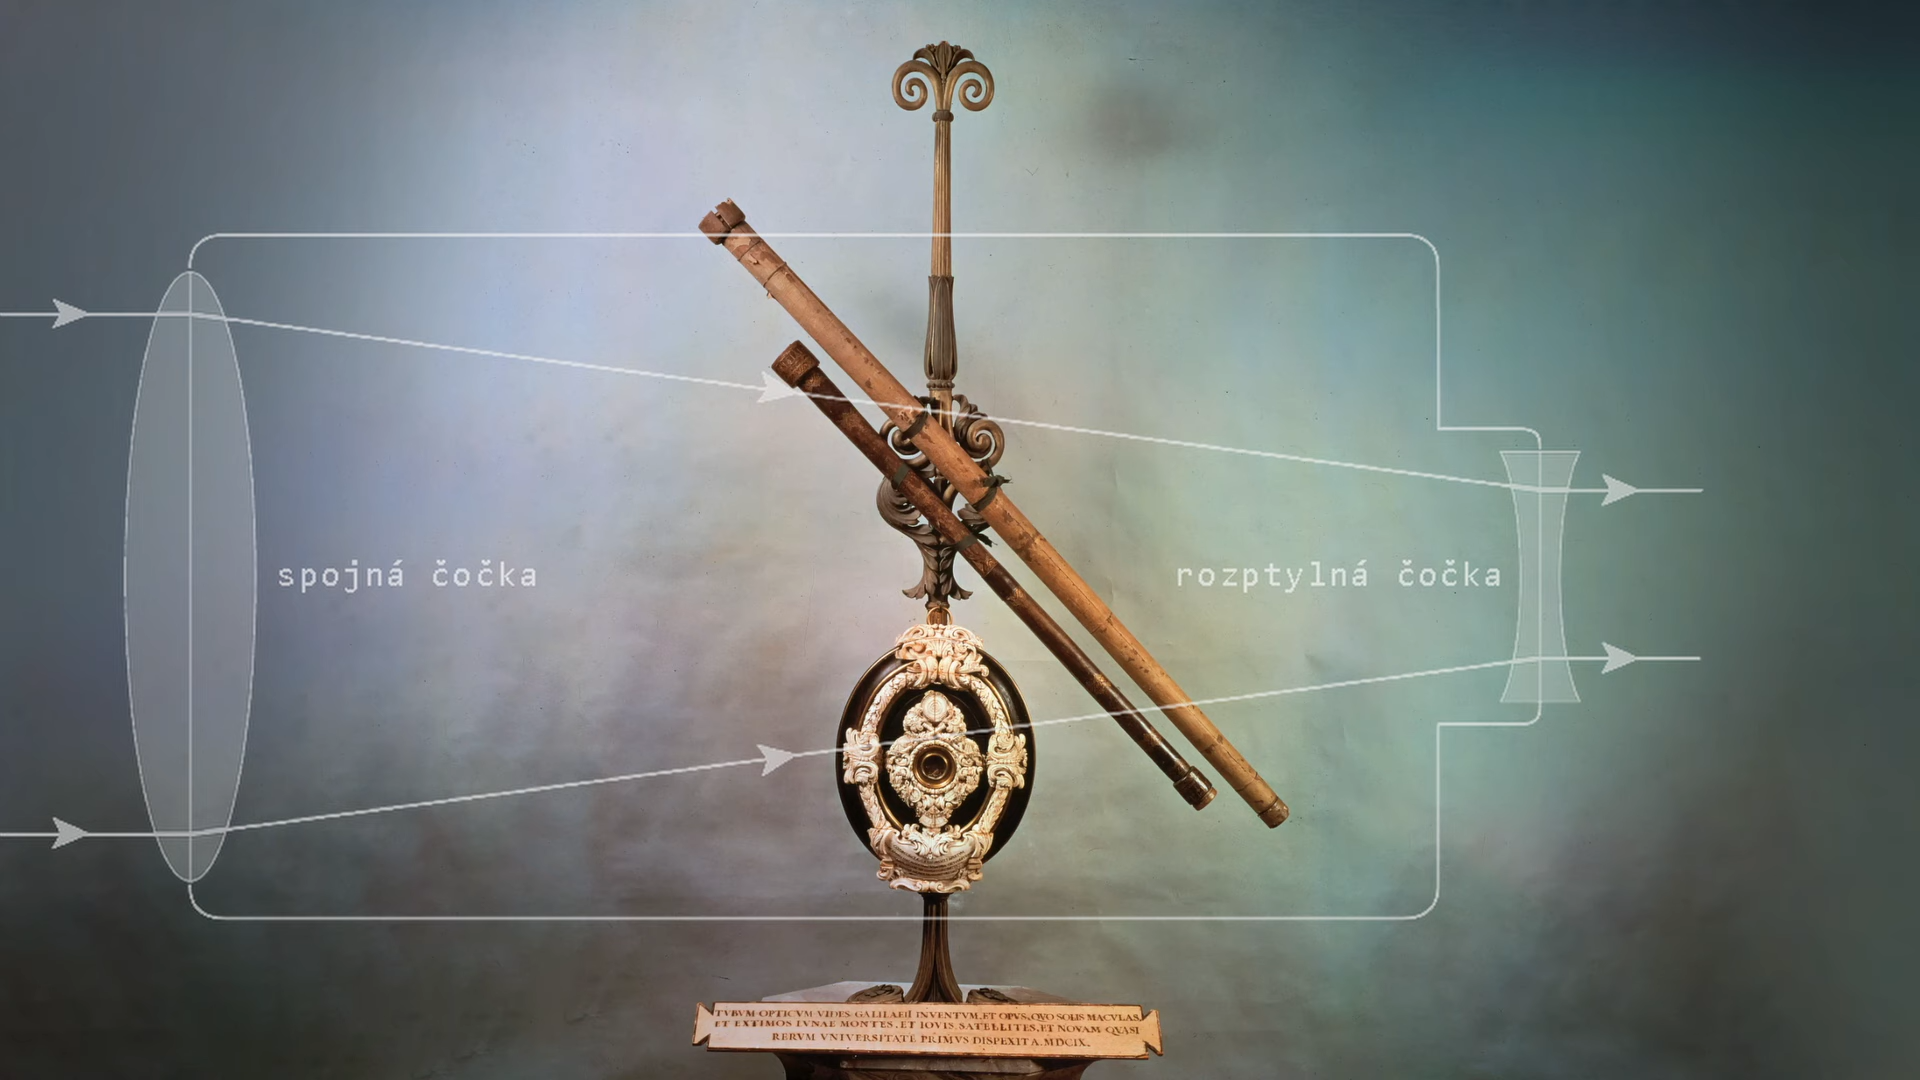 spojná čočka
rozptylná čočka
TVBVM OPTICVM VIDES GALILAEII INVENTVM, ET OPVS, QVO SOLIS MACVLAS
ET EXTIMOS LVNAE MONTES, ET IOVIS SATELLITES, ET NOVAM QVASI
RERVM VNIVERSITATE PRIMVS DISPEXIT A. MDCIX.